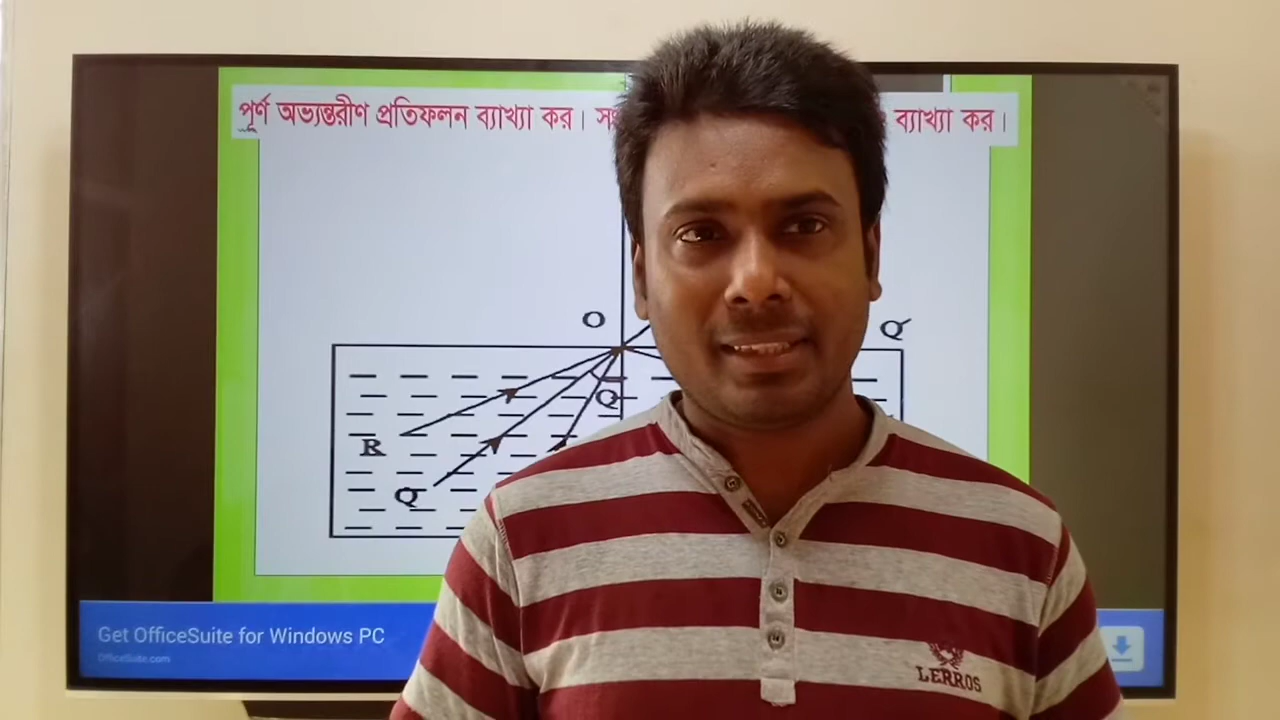 পূর্ণ অভ্যন্তরীণ প্রতিফলন ব্যাখ্যা কর। ব্যাখ্যা কর।
O
Q′
Q
R
Q
Get OfficeSuite for Windows PC
OfficeSuite.com
LERROS